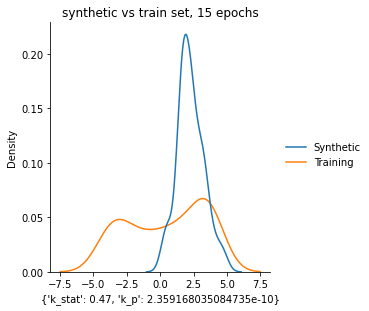 synthetic vs train set, 15 epochs
0.20
0.15
0.10
0.05
0.00
Density
−7.5 −5.0 −2.5 0.0 2.5 5.0 7.5
{'k_stat': 0.47, 'k_p': 2.359168035084735e-10}
Synthetic
Training